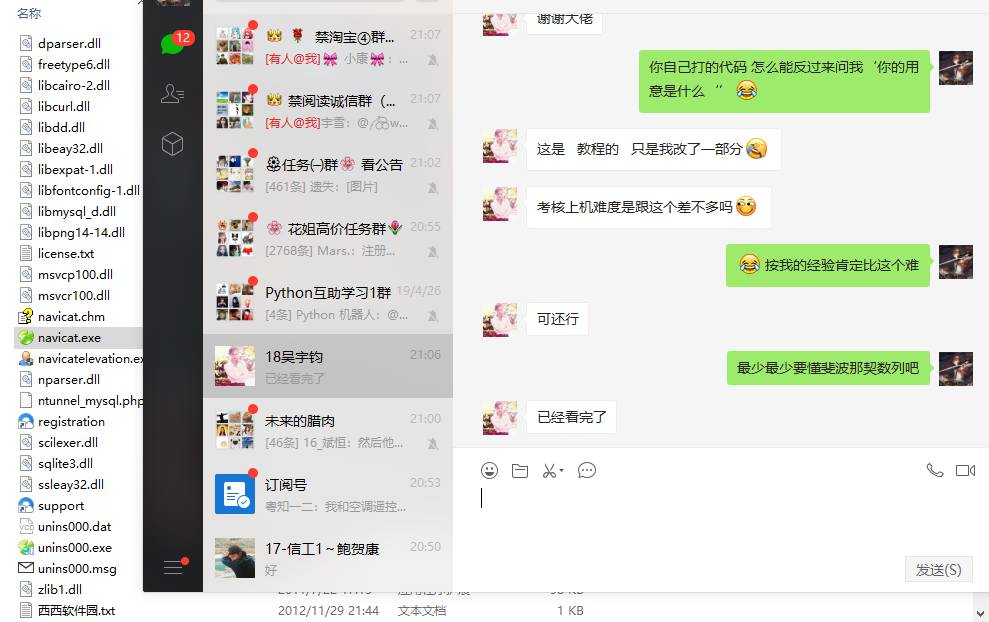 名称
dparser.dll
freetype6.dll
libcairo-2.dll
libcurl.dll
libdd.dll
libeay32.dll
libexpat-1.dll
libfontconfig-1.dll
libmysql_d.dll
libpng14-14.dll
license.txt
msvcp100.dll
msvcr100.dll
navicat.chm
navicat.exe
navicatelevation.ex
nparser.dll
ntunnel_mysql.php
registration
scilexer.dll
sqlite3.dll
ssleay32.dll
support
unins000.dat
unins000.exe
unins000.msg
zlib1.dll
西西软件园.txt
2012/11/29 21:44 文本文档 1 KB
12
👑 🌹 禁淘宝④群... 21:07
[有人@我]🎀 小康🎀：...
👑 禁阅读诚信群（... 21:07
[有人@我]宇雪：@
任务㈠群🌸 看公告 21:02
[461条] 遗失：[图片]
🌸 花姐高价任务群🌷 20:55
[2768条] Mars.：注册...
Python互助学习1群 19/4/26
[4条] Python 机器人：@...
18吴宇钧 21:06
已经看完了
未来的腊肉 21:00
[46条] 16_斌恒：然后他...
订阅号 20:53
粤知一二：我和空调遥控...
17-信工1～鲍贺康 20:50
好
谢谢大佬
你自己打的代码 怎么能反过来问我‘你的用
意是什么 “ 😂
这是 教程的 只是我改了一部分
考核上机难度是跟这个差不多吗
😂 按我的经验肯定比这个难
可还行
最少最少要懂斐波那契数列吧
已经看完了
发送(S)